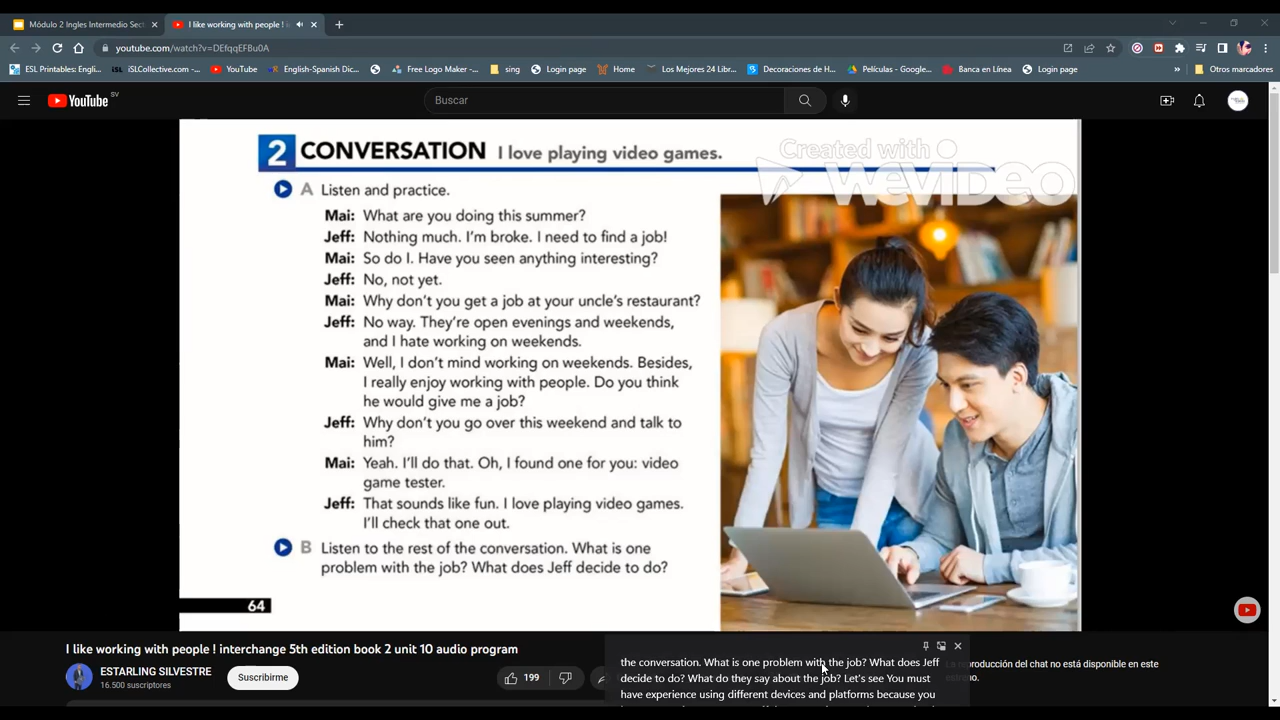 Módulo 2 Ingles Intermedio Sect
I like working with people ! i
youtube.com/watch?v=DEfqqEFBu0A
ESL Printables: Engli...
iSL iSLCollective.com -...
YouTube
English-Spanish Dic...
Free Logo Maker -...
sing
Login page
Home
Los Mejores 24 Libr...
Decoraciones de H...
Películas - Google...
Banca en Línea
Login page
»
Otros marcadores
YouTube SV
Buscar
2 CONVERSATION I love playing video games.
Created with
WeVideo
A Listen and practice.
Mai: What are you doing this summer?
Jeff: Nothing much. I'm broke. I need to find a job!
Mai: So do I. Have you seen anything interesting?
Jeff: No, not yet.
Mai: Why don't you get a job at your uncle's restaurant?
Jeff: No way. They're open evenings and weekends,
and I hate working on weekends.
Mai: Well, I don't mind working on weekends. Besides,
I really enjoy working with people. Do you think
he would give me a job?
Jeff: Why don't you go over this weekend and talk to
him?
Mai: Yeah. I'll do that. Oh, I found one for you: video
game tester.
Jeff: That sounds like fun. I love playing video games.
I'll check that one out.
B Listen to the rest of the conversation. What is one
problem with the job? What does Jeff decide to do?
64
I like working with people ! interchange 5th edition book 2 unit 10 audio program
ESTARLING SILVESTRE
16.500 suscriptores
Suscribirme
199
the conversation. What is one problem with the job? What does Jeff
decide to do? What do they say about the job? Let's see You must
have experience using different devices and platforms because you
La reproducción del chat no está disponible en este